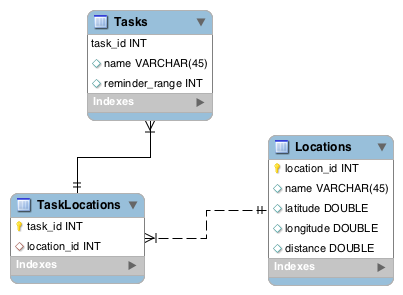 Tasks
task_id INT
name VARCHAR(45)
reminder_range INT
Indexes
Locations
location_id INT
name VARCHAR(45)
latitude DOUBLE
longitude DOUBLE
distance DOUBLE
Indexes
TaskLocations
task_id INT
location_id INT
Indexes